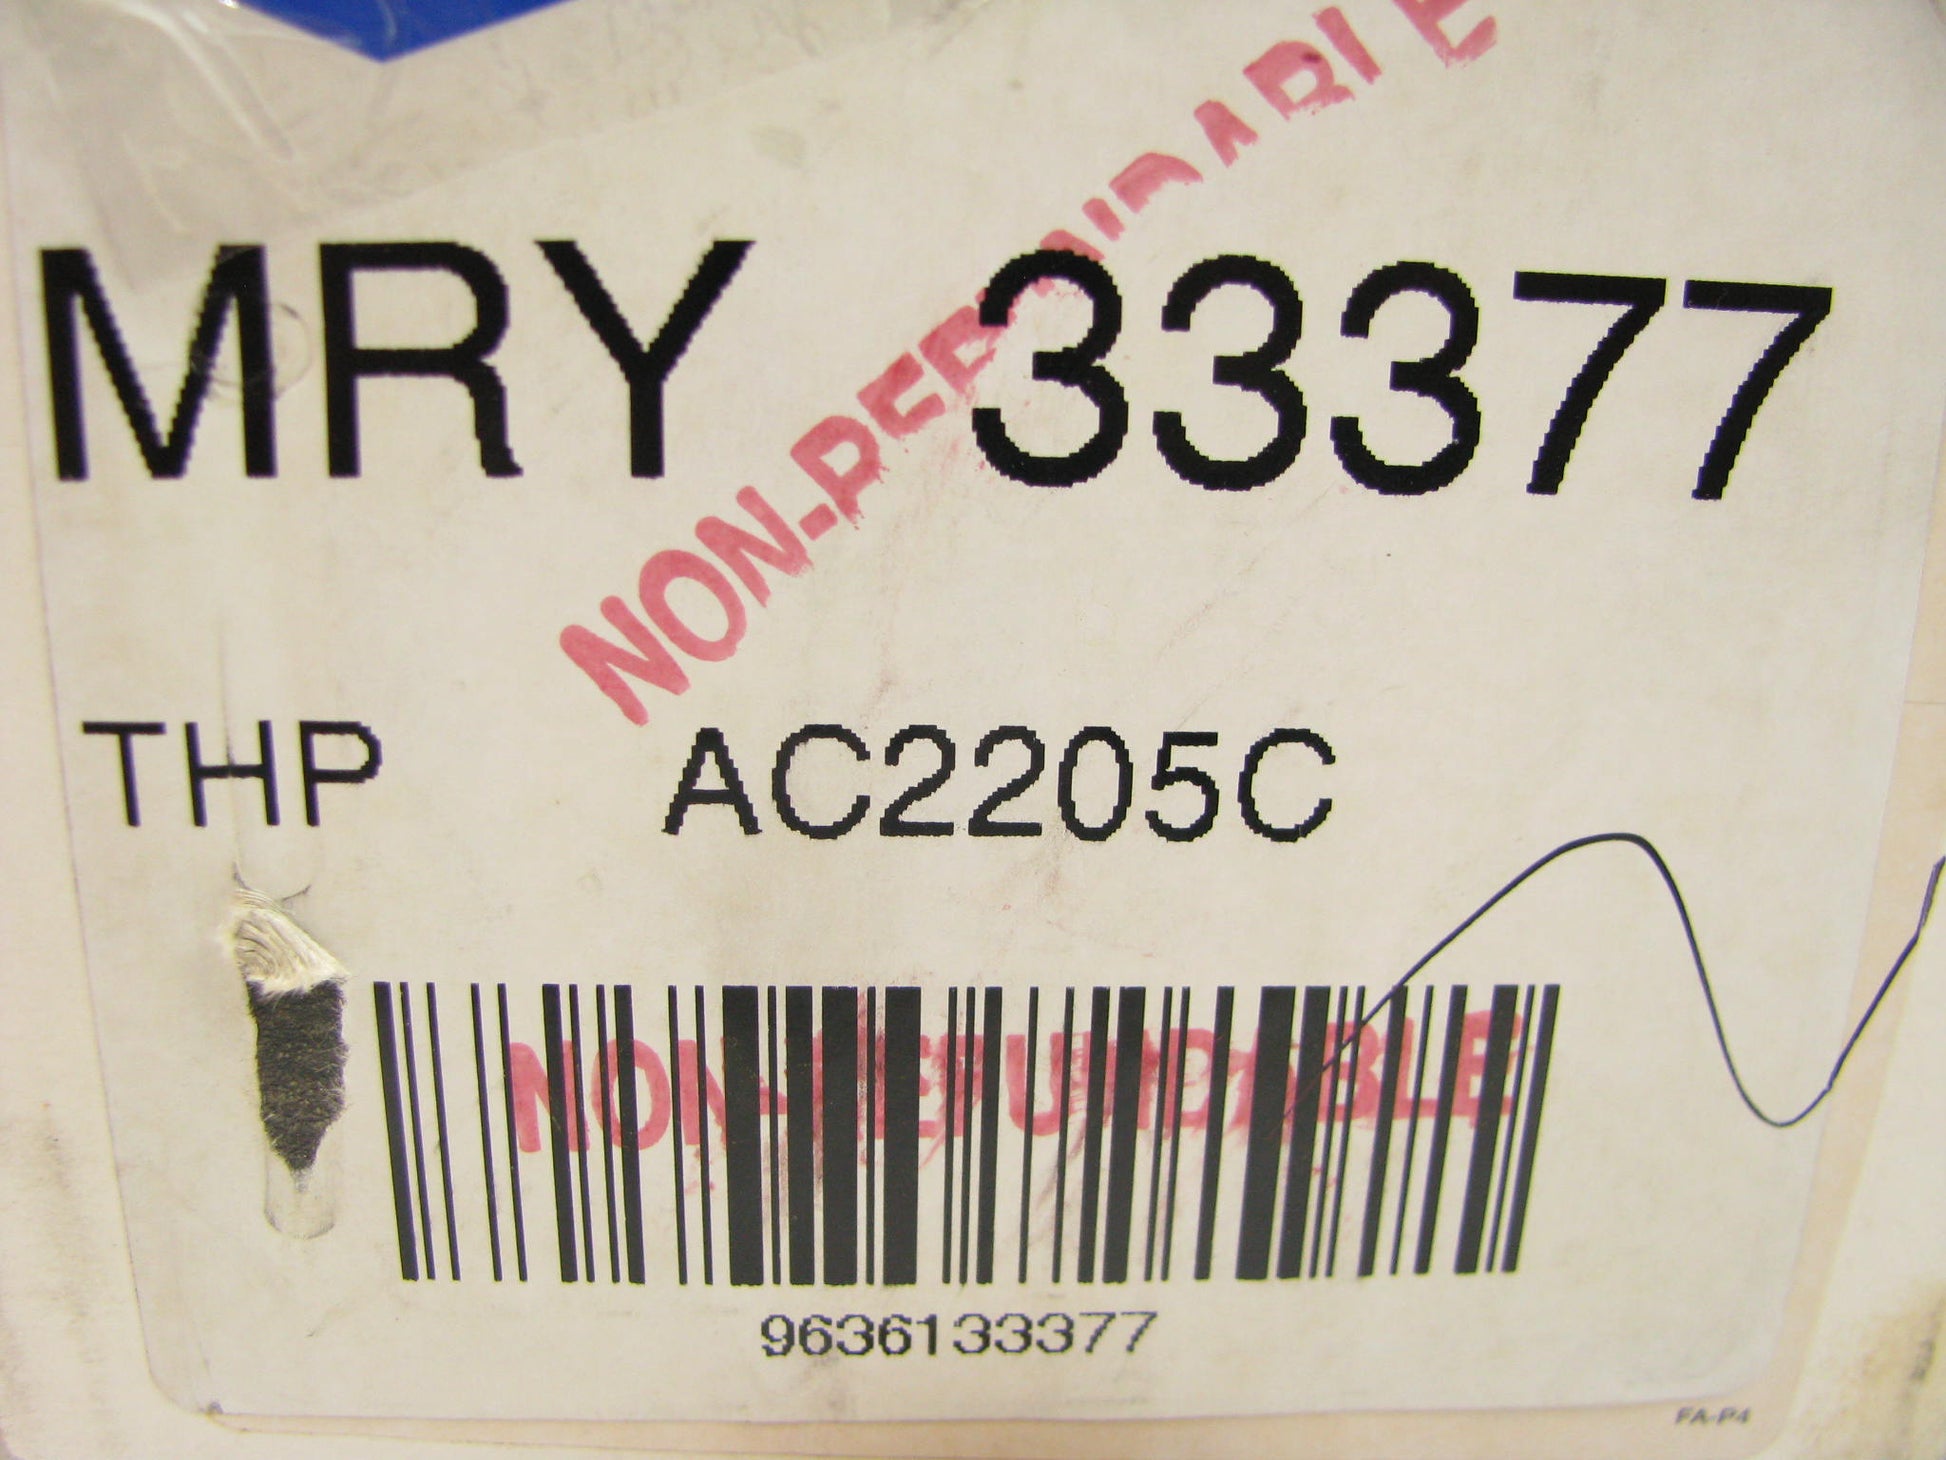 MRY 33377
NON-REFUNDABLE
THP AC2205C
NON-REFUNDABLE
9636133377
FA-P4